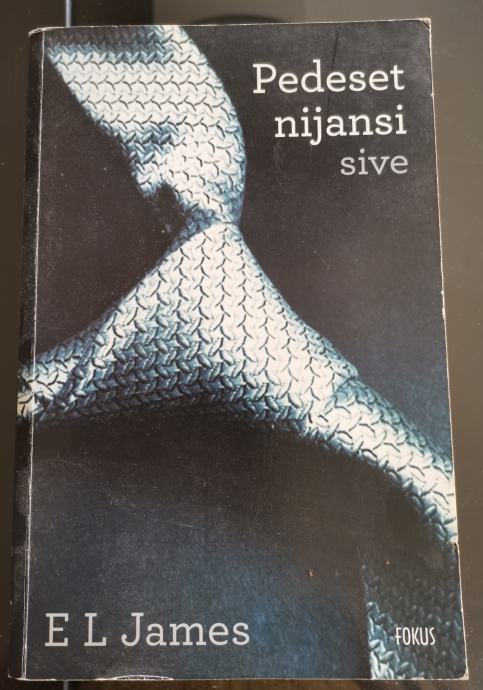 Pedeset
nijansi
sive
E L James
FOKUS